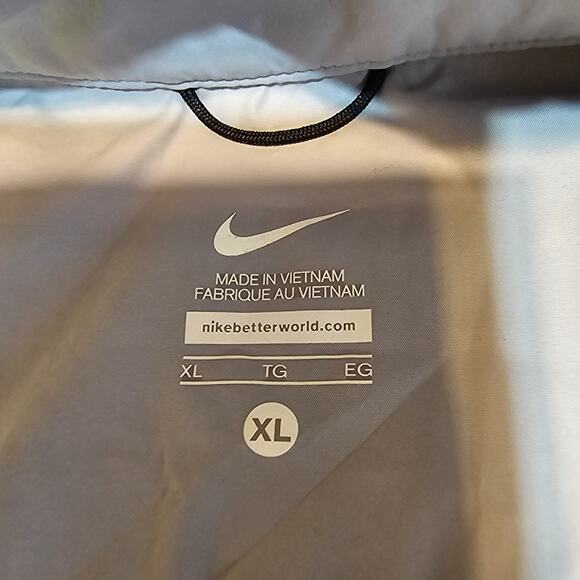 MADE IN VIETNAM
FABRIQUE AU VIETNAM
nikebetterworld.com
XL TG EG
XL